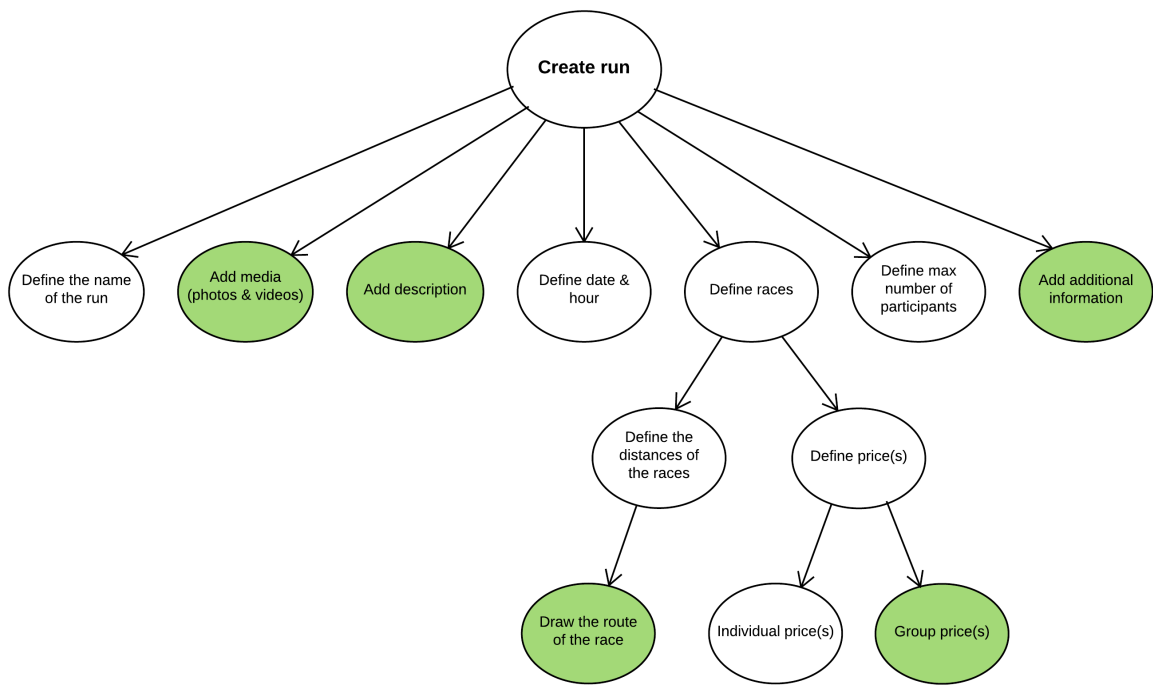 Create run
Define the name
of the run
Add media
(photos & videos)
Add description
Define date &
hour
Define races
Define max
number of
participants
Add additional
information
Define the
distances of
the races
Define price(s)
Draw the route
of the race
Individual price(s)
Group price(s)